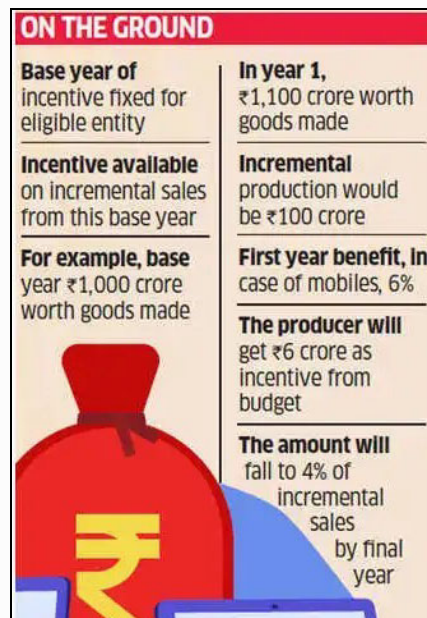 ON THE GROUND
Base year of
incentive fixed for
eligible entity
Incentive available
on incremental sales
from this base year
For example, base
year ₹1,000 crore
worth goods made
In year 1,
₹1,100 crore worth
goods made
Incremental
production would
be ₹100 crore
First year benefit, in
case of mobiles, 6%
The producer will
get ₹6 crore as
incentive from
budget
The amount will
fall to 4% of
incremental
sales
by final
year
₹